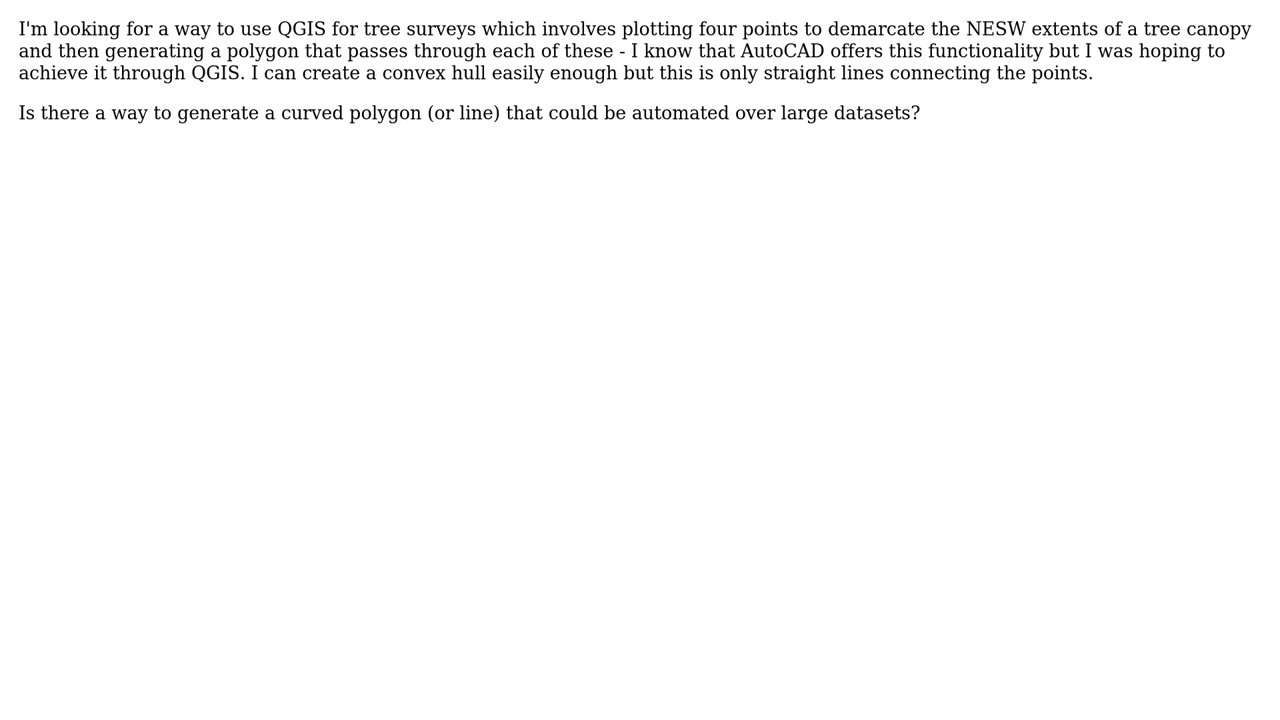 I'm looking for a way to use QGIS for tree surveys which involves plotting four points to demarcate the NESW extents of a tree canopy
and then generating a polygon that passes through each of these - I know that AutoCAD offers this functionality but I was hoping to
achieve it through QGIS. I can create a convex hull easily enough but this is only straight lines connecting the points.
Is there a way to generate a curved polygon (or line) that could be automated over large datasets?